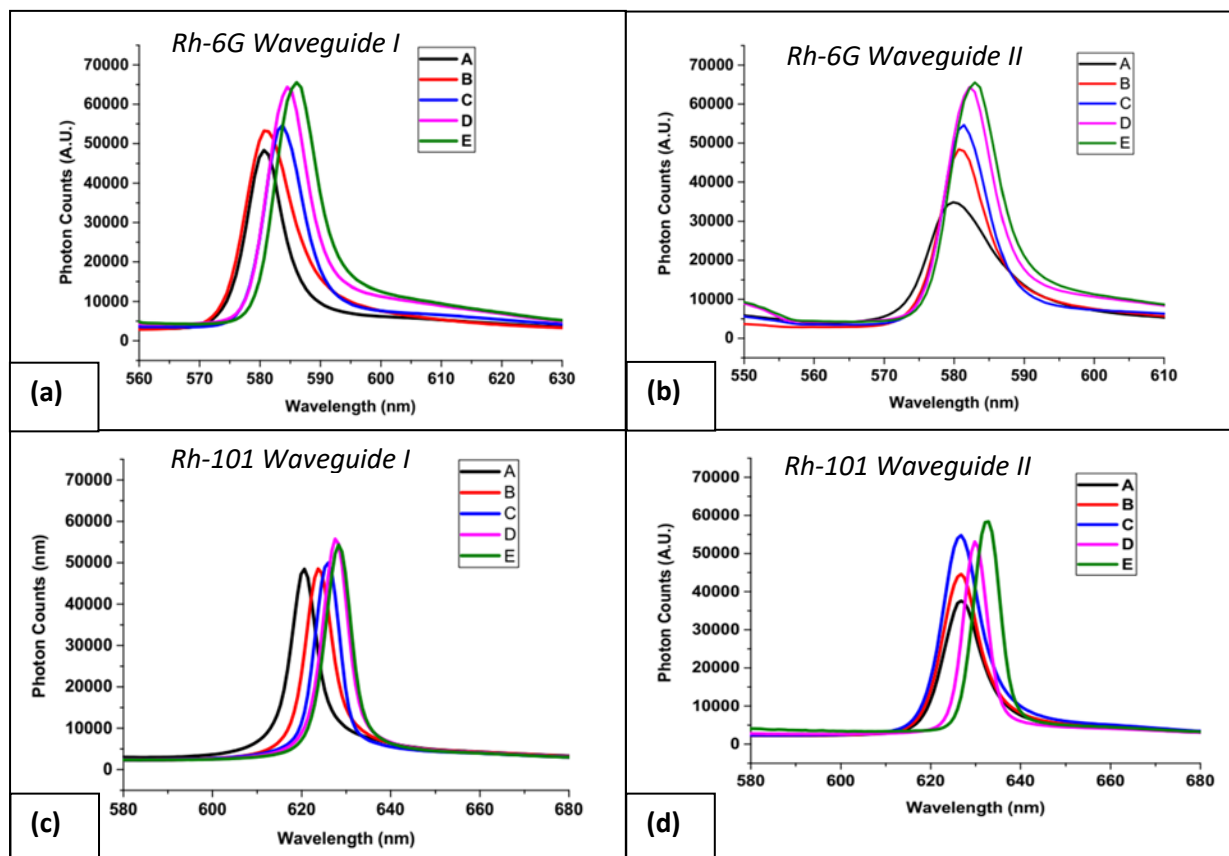 Rh-6G Waveguide I
A
B
C
D
E
70000
60000
50000
40000
30000
20000
10000
0
Photon Counts (A.U.)
560 570 580 590 600 610 620 630
Wavelength (nm)
(a)
Rh-6G Waveguide II
A
B
C
D
E
70000
60000
50000
40000
30000
20000
10000
0
Photon Counts (A.U.)
550 560 570 580 590 600 610
Wavelength (nm)
(b)
Rh-101 Waveguide I
A
B
C
D
E
70000
60000
50000
40000
30000
20000
10000
0
Photon Counts (nm)
580 600 620 640 660 680
Wavelength (nm)
(c)
Rh-101 Waveguide II
A
B
C
D
E
70000
60000
50000
40000
30000
20000
10000
0
Photon Counts (A.U.)
580 600 620 640 660 680
Wavelength (nm)
(d)